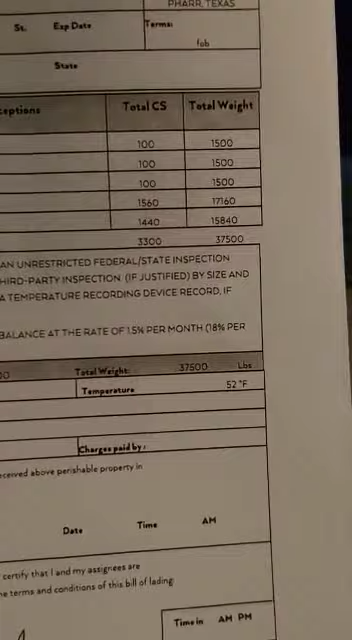 PHARR, TEXAS
St. Exp Date Terms:
fob
State
ceptions Total CS Total Weight
100 1500
100 1500
100 1500
1560 17160
1440 15840
3300 37500
AN UNRESTRICTED FEDERAL/STATE INSPECTION
HIRD-PARTY INSPECTION. (IF JUSTIFIED) BY SIZE AND
A TEMPERATURE RECORDING DEVICE RECORD, IF
BALANCE AT THE RATE OF 1.5% PER MONTH (18% PER
00 Total Weight: 37500 Lbs
Temperature 52 °F
Charges paid by:
eceived above perishable property in
Date Time AM
certify that I and my assignees are
he terms and conditions of this bill of lading
Time in AM PM